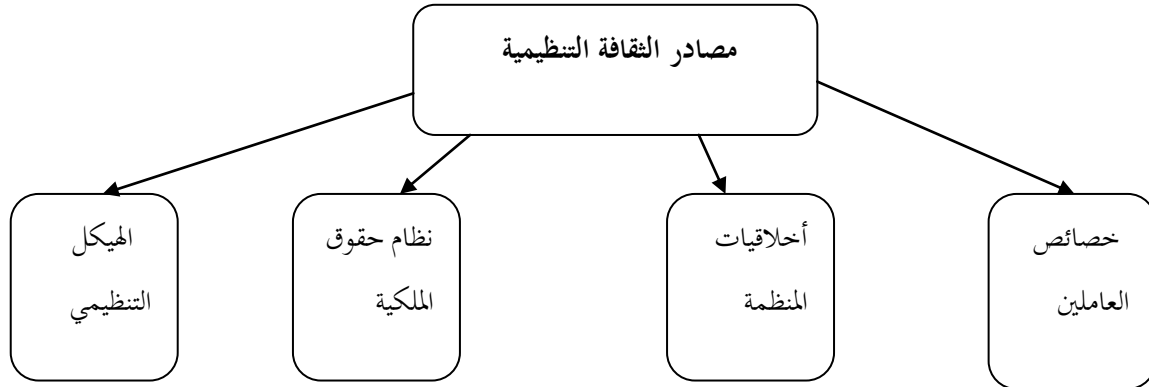 مصادر الثقافة التنظيمية
خصائص
العاملين
أخلاقيات
المنظمة
نظام حقوق
الملكية
الهيكل
التنظيمي